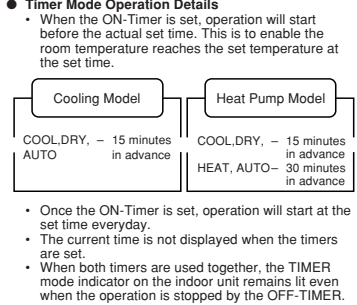 ● Timer Mode Operation Details
• When the ON-Timer is set, operation will start
before the actual set time. This is to enable the
room temperature reaches the set temperature at
the set time.
Cooling Model
COOL,DRY, – 15 minutes
AUTO in advance
Heat Pump Model
COOL,DRY, – 15 minutes
in advance
HEAT, AUTO– 30 minutes
in advance
• Once the ON-Timer is set, operation will start at the
set time everyday.
• The current time is not displayed when the timers
are set.
• When both timers are used together, the TIMER
mode indicator on the indoor unit remains lit even
when the operation is stopped by the OFF-TIMER.